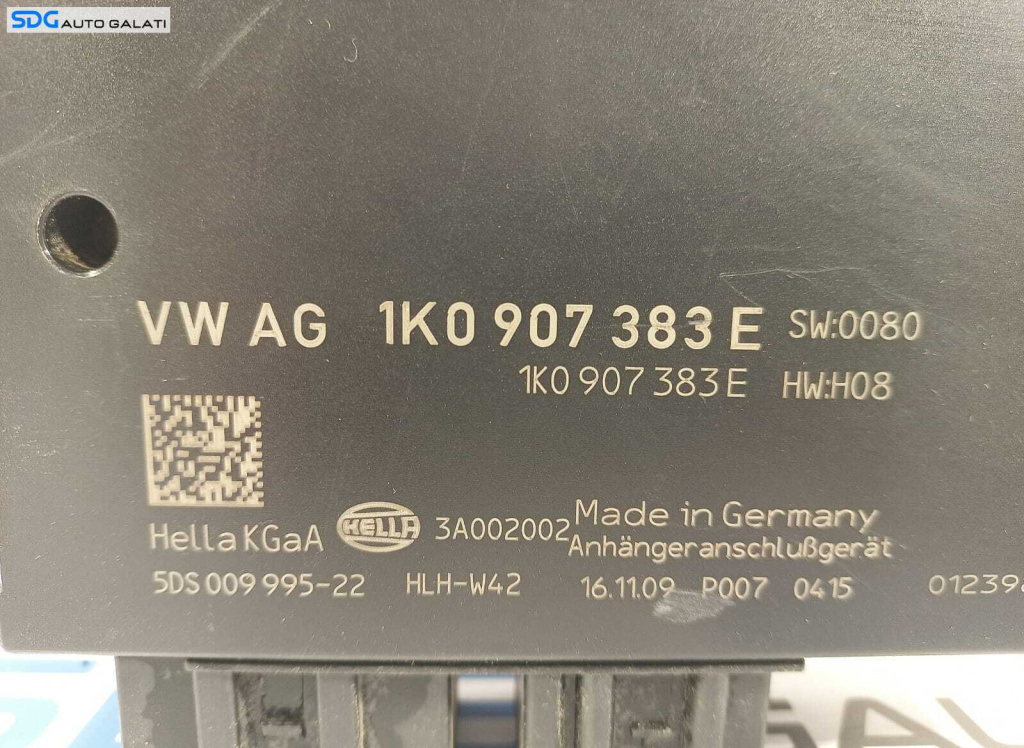 SDG AUTO GALATI
VW AG 1K0 907 383 E SW:0080
1K0 907 383 E HW:H08
Hella KGaA HELLA 3A002002 Made in Germany
Anhängeranschlußgerät
5DS 009 995-22 HLH-W42 16.11.09 P007 0415